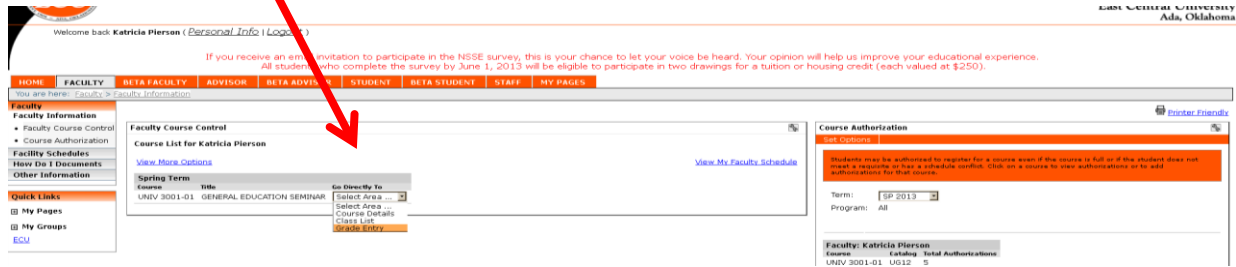 East Central University
Ada, Oklahoma
Welcome back Katricia Pierson ( Personal Info | Logout )
If you receive an email invitation to participate in the NSSE survey, this is your chance to let your voice be heard. Your opinion will help us improve your educational experience.
All students who complete the survey by June 1, 2013 will be eligible to participate in two drawings for a tuition or housing credit (each valued at $250).
HOME FACULTY BETA FACULTY ADVISOR BETA ADVISOR STUDENT BETA STUDENT STAFF MY PAGES
You are here: Faculty > Faculty Information
Printer Friendly
Faculty
Faculty Information
• Faculty Course Control
• Course Authorization
Facility Schedules
How Do I Documents
Other Information
Quick Links
My Pages
My Groups
ECU
Faculty Course Control
Course List for Katricia Pierson
View More Options View My Faculty Schedule
Spring Term
Course Title Go Directly To
UNIV 3001-01 GENERAL EDUCATION SEMINAR Select Area ...
Select Area ...
Course Details
Class List
Grade Entry
Course Authorization
Set Options
Students may be authorized to register for a course even if the course is full or if the student does not
meet a requisite or has a schedule conflict. Click on a course to view authorizations or to add
authorizations for that course.
Term: SP 2013
Program: All
Faculty: Katricia Pierson
Course Catalog Total Authorizations
UNIV 3001-01 UG12 5